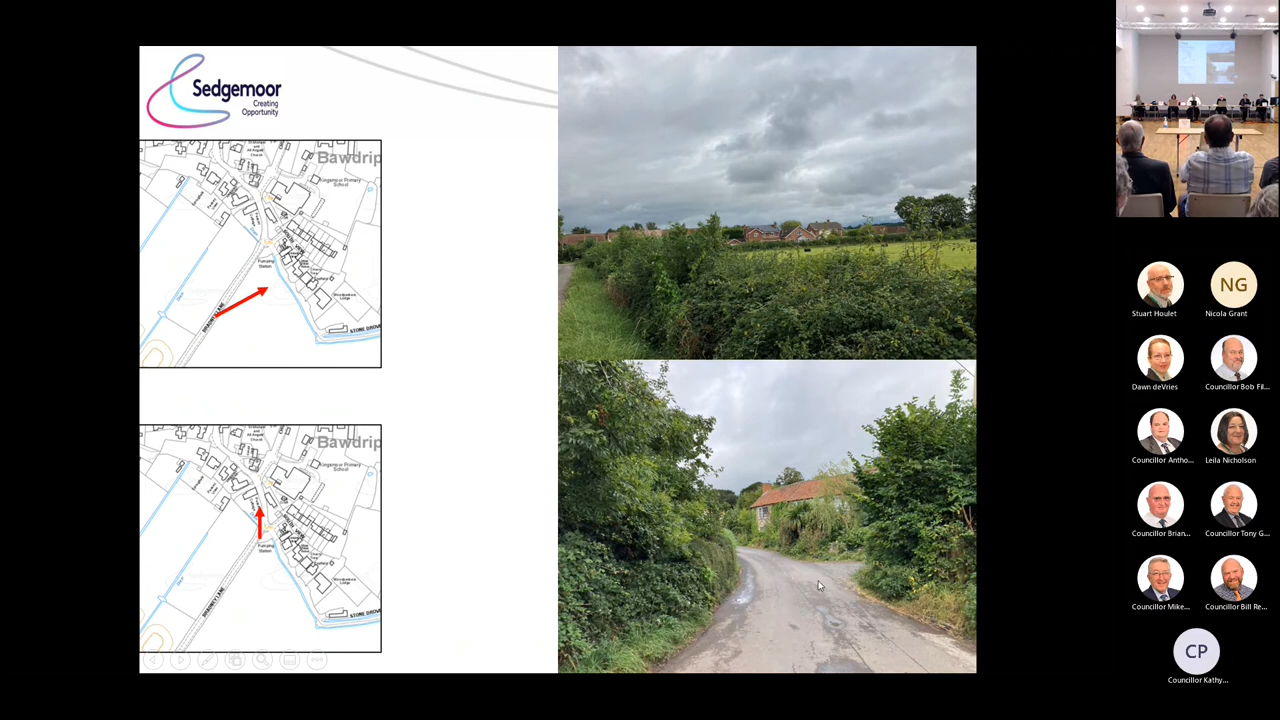 Sedgemoor
Creating
Opportunity
Bawdrip
Church
Kingsmoor Primary
School
Pumping
Station
BRADNEY LANE
STONE DROVE
Bawdrip
Church
Kingsmoor Primary
School
Pumping
Station
BRADNEY LANE
STONE DROVE
Stuart Houlet
NG
Nicola Grant
Dawn deVries
Councillor Bob Fil...
Councillor Antho...
Leila Nicholson
Councillor Brian...
Councillor Tony G...
Councillor Mike...
Councillor Bill Re...
CP
Councillor Kathy...